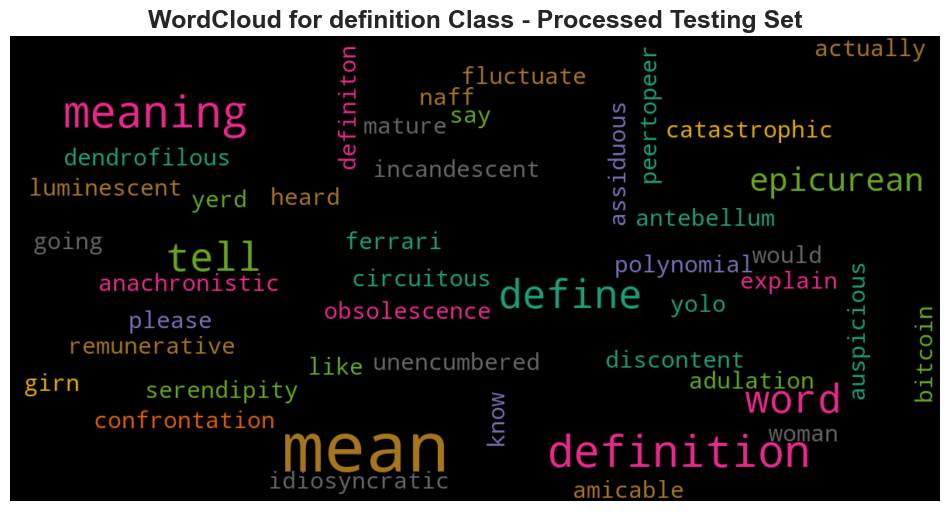 WordCloud for definition Class - Processed Testing Set
actually
fluctuate
definiton
peertopeer
naff
meaning
say
mature
assiduous
catastrophic
dendrofilous
incandescent
epicurean
luminescent
yerd
heard
antebellum
going
ferrari
tell
would
polynomial
circuitous
anachronistic
explain
define
auspicious
yolo
obsolescence
bitcoin
please
remunerative
discontent
like
unencumbered
girn
adulation
serendipity
word
know
confrontation
woman
mean
definition
idiosyncratic
amicable